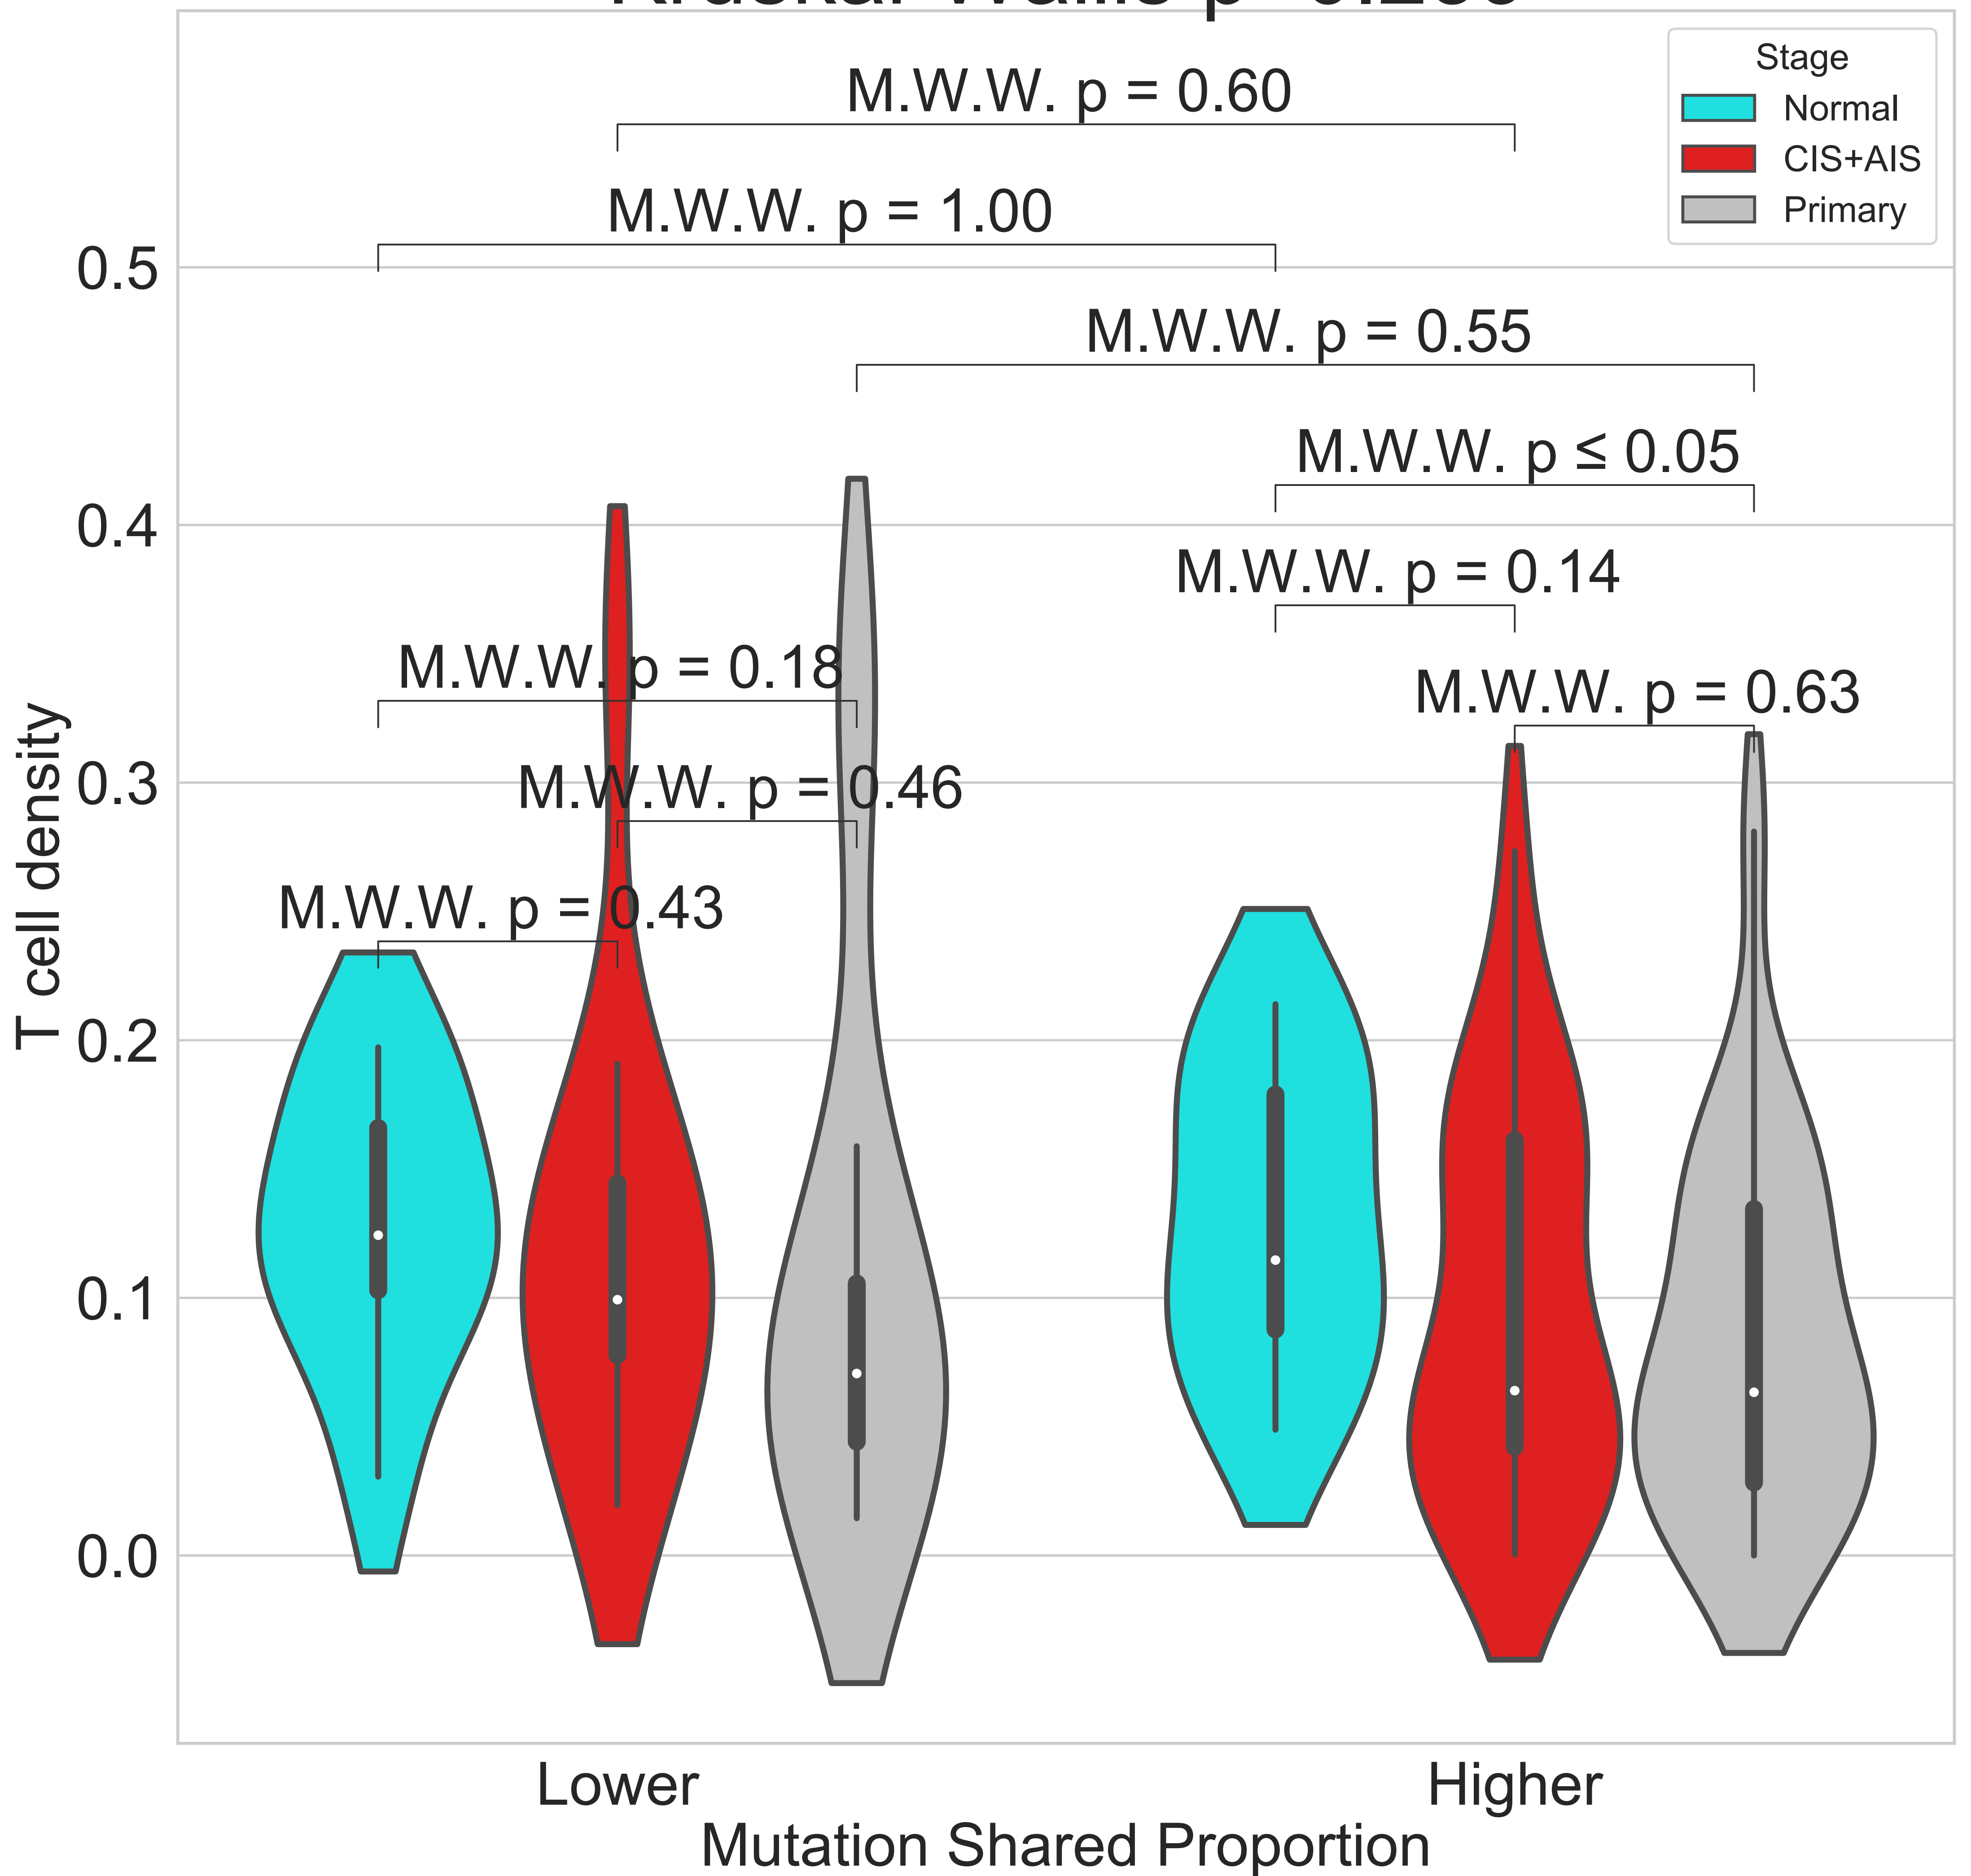 Stage
Normal
CIS+AIS
Primary
M.W.W. p = 0.60
M.W.W. p = 1.00
M.W.W. p = 0.55
M.W.W. p ≤ 0.05
M.W.W. p = 0.14
M.W.W. p = 0.18
M.W.W. p = 0.63
M.W.W. p = 0.46
M.W.W. p = 0.43
T cell density
0.5
0.4
0.3
0.2
0.1
0.0
Lower
Higher
Mutation Shared Proportion